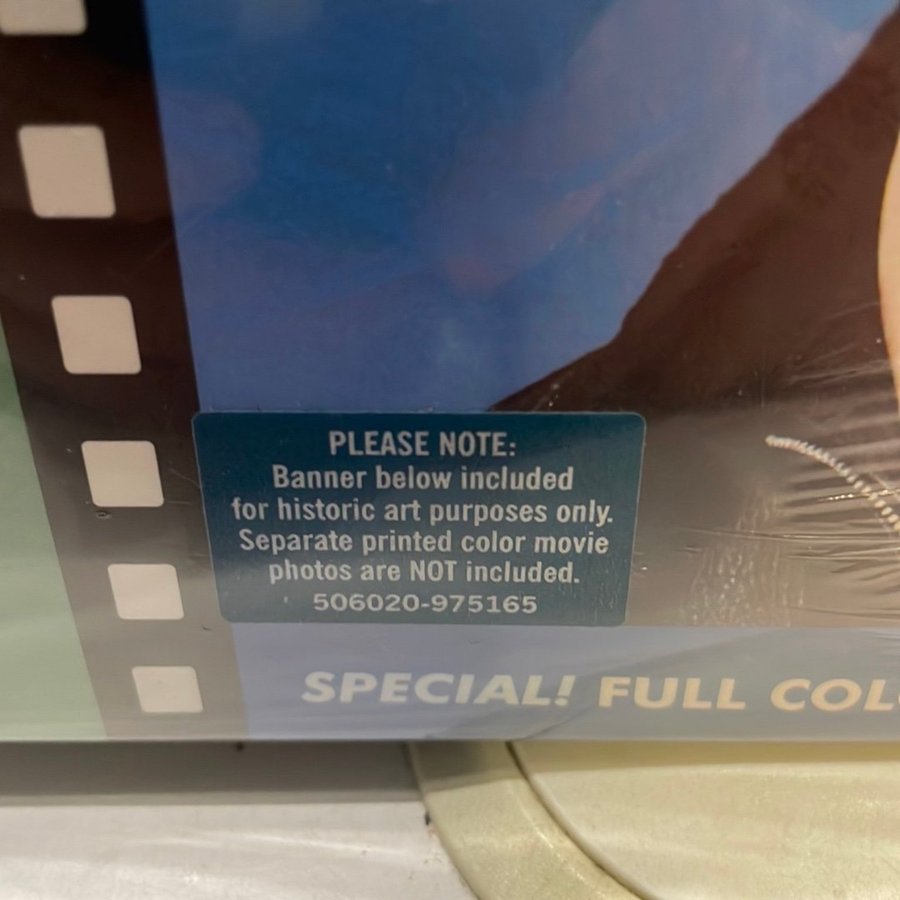 PLEASE NOTE:
Banner below included
for historic art purposes only.
Separate printed color movie
photos are NOT included.
506020-975165
SPECIAL! FULL